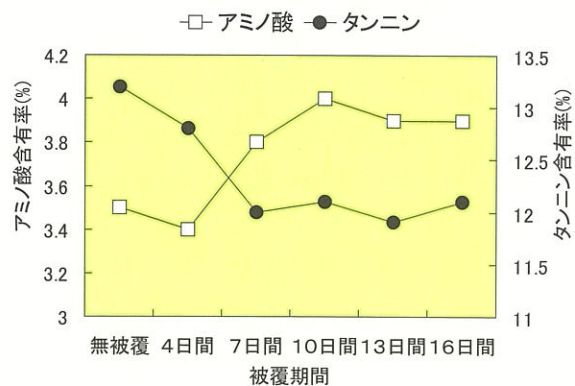 アミノ酸 タンニン
アミノ酸含有率(%)
4.2
4
3.8
3.6
3.4
3.2
3
タンニン含有率(%)
13.5
13
12.5
12
11.5
11
無被覆 4日間 7日間 10日間 13日間 16日間
被覆期間